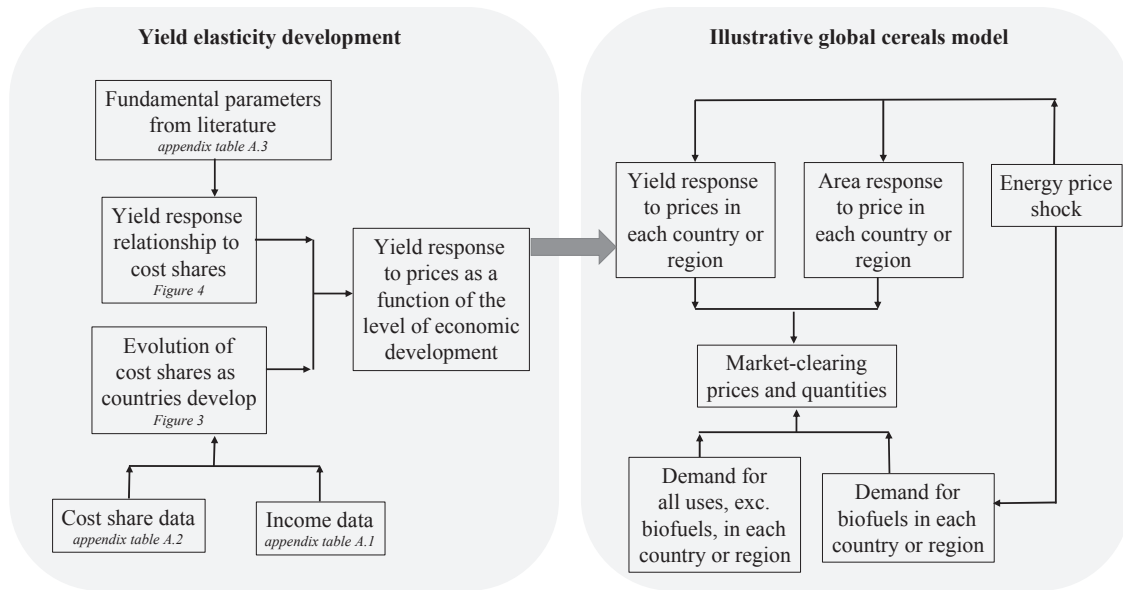 Yield elasticity development
Fundamental parameters
from literature
appendix table A.3
Yield response
relationship to
cost shares
Figure 4
Evolution of
cost shares as
countries develop
Figure 3
Cost share data
appendix table A.2
Income data
appendix table A.1
Yield response
to prices as a
function of the
level of economic
development
Illustrative global cereals model
Yield response
to prices in
each country or
region
Area response
to price in
each country or
region
Energy price
shock
Market-clearing
prices and quantities
Demand for
all uses, exc.
biofuels, in each
country or region
Demand for
biofuels in each
country or region